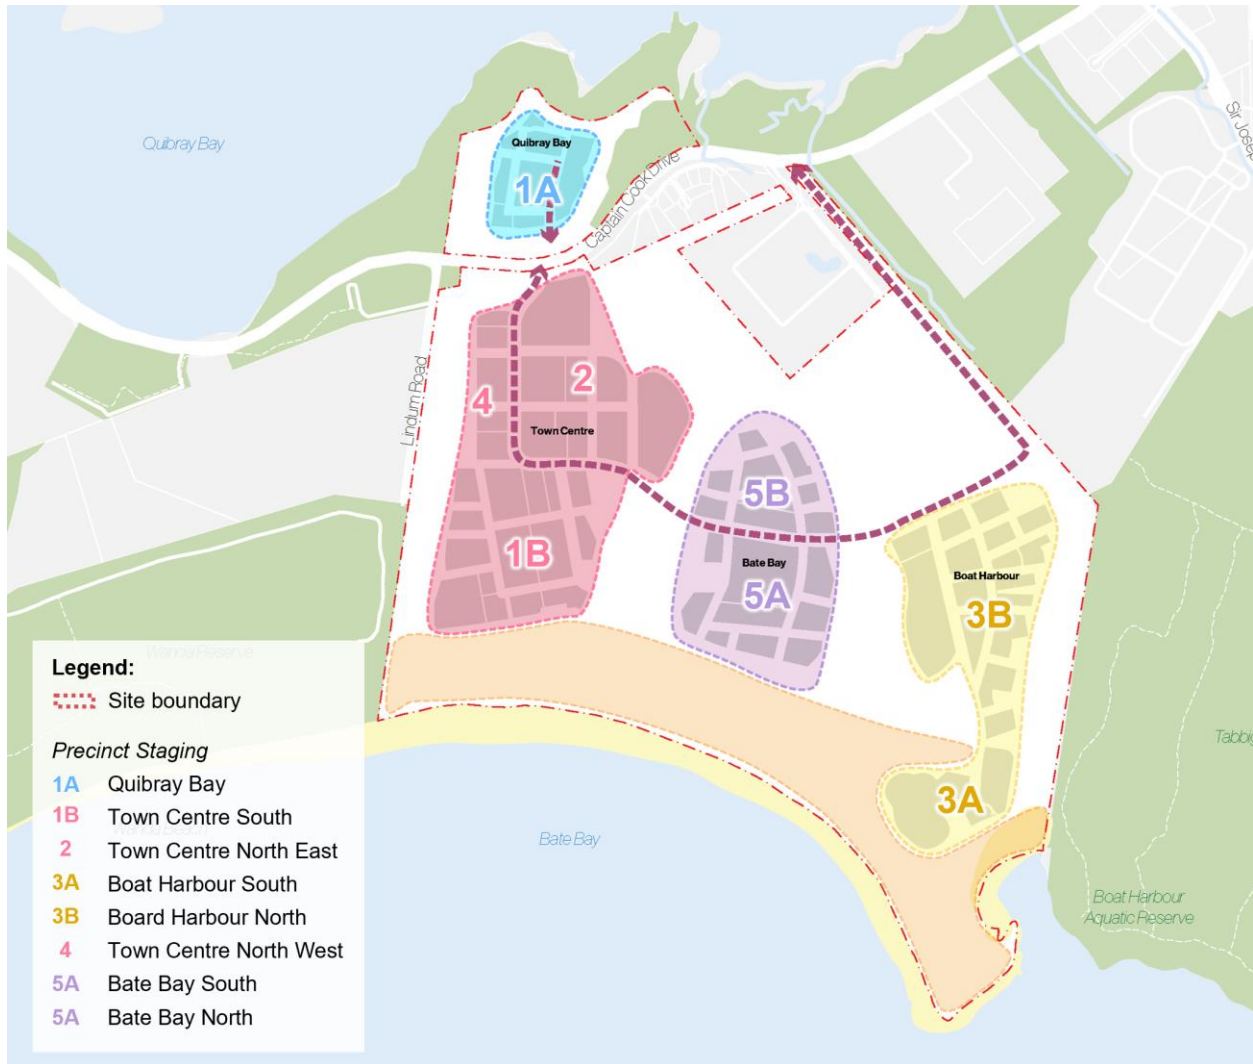 Quibray Bay
Quibray Bay
1A
Captain Cook Drive
Sir Josep
Lindum Road
4
2
Town Centre
1B
5B
Bate Bay
5A
Boat Harbour
3B
3A
Bate Bay
Tabbig
Boat Harbour
Aquatic Reserve
Wanda Reserve
Wanda Beach
Legend:
Site boundary
Precinct Staging
1A Quibray Bay
1B Town Centre South
2 Town Centre North East
3A Boat Harbour South
3B Board Harbour North
4 Town Centre North West
5A Bate Bay South
5A Bate Bay North